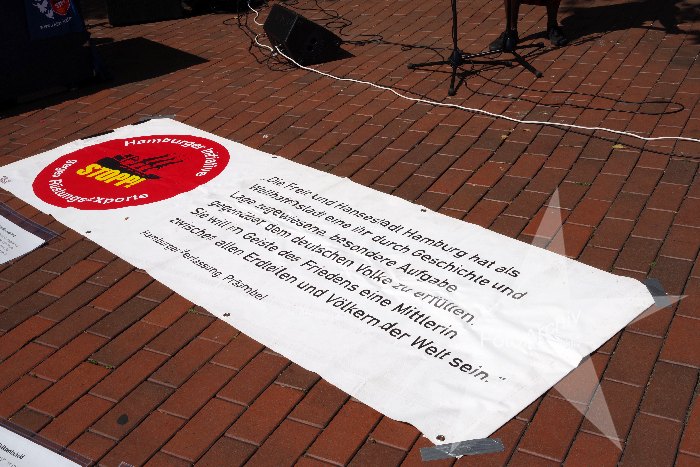 Hamburger Initiative
STOPP!
gegen Rüstungsexporte
„Die Freie und Hansestadt Hamburg hat als
Welthafenstadt eine ihr durch Geschichte und
Lage zugewiesene, besondere Aufgabe
gegenüber dem deutschen Volke zu erfüllen.
Sie will im Geiste des Friedens eine Mittlerin
zwischen allen Erdteilen und Völkern der Welt sein.“
Hamburger Verfassung, Präambel